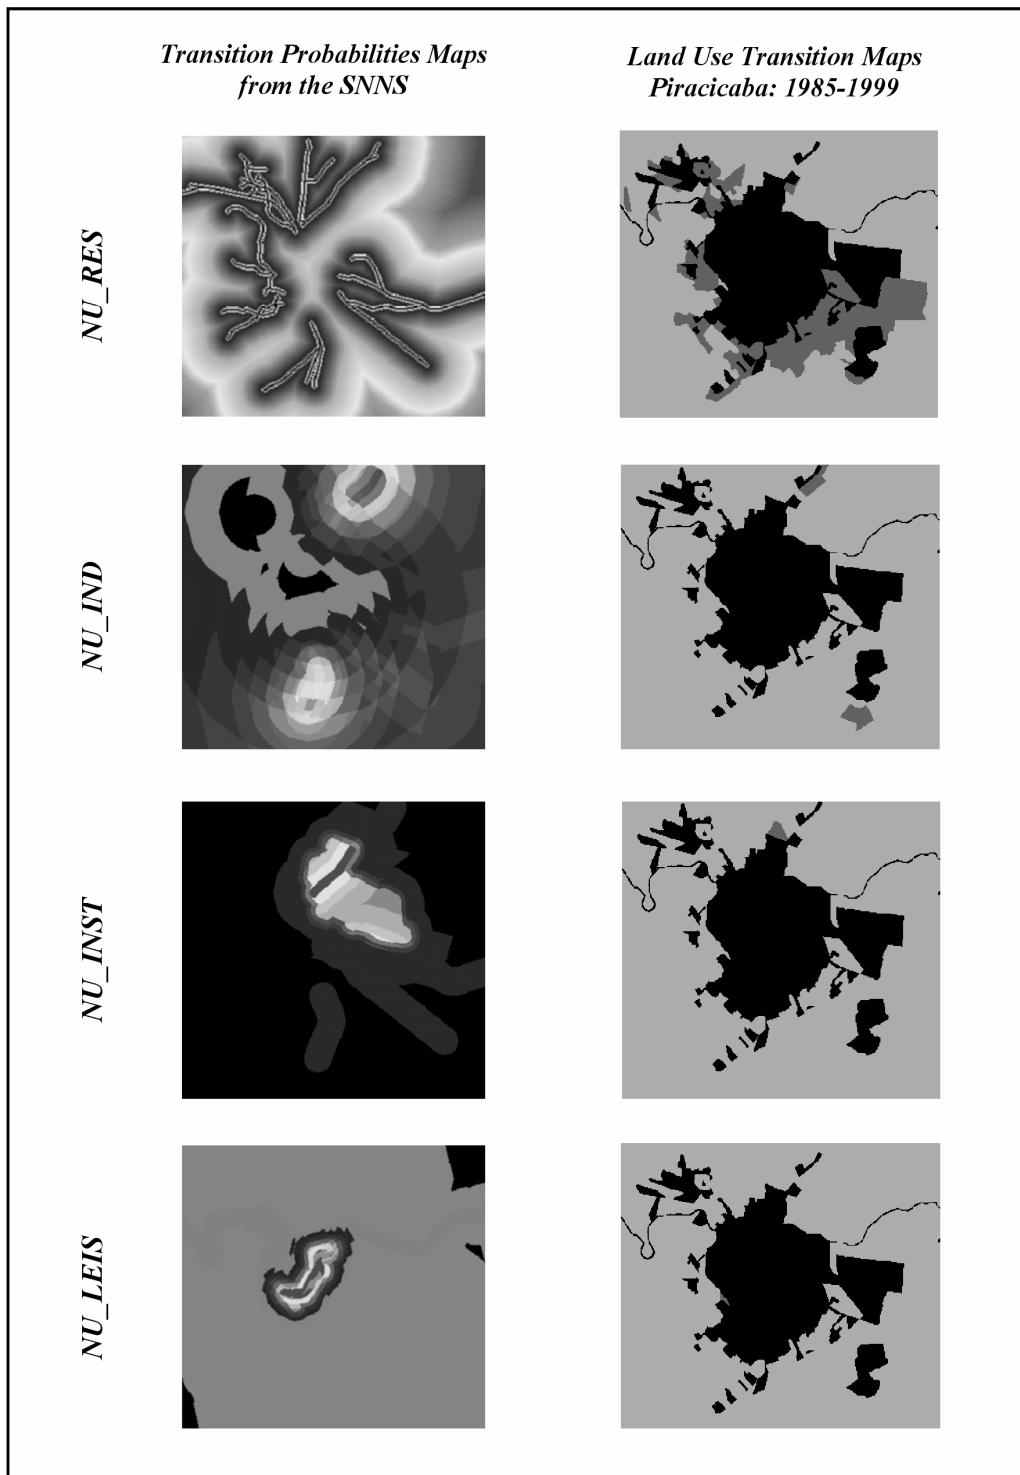 Transition Probabilities Maps
from the SNNS
Land Use Transition Maps
Piracicaba: 1985-1999
NU_RES
NU_IND
NU_INST
NU_LEIS